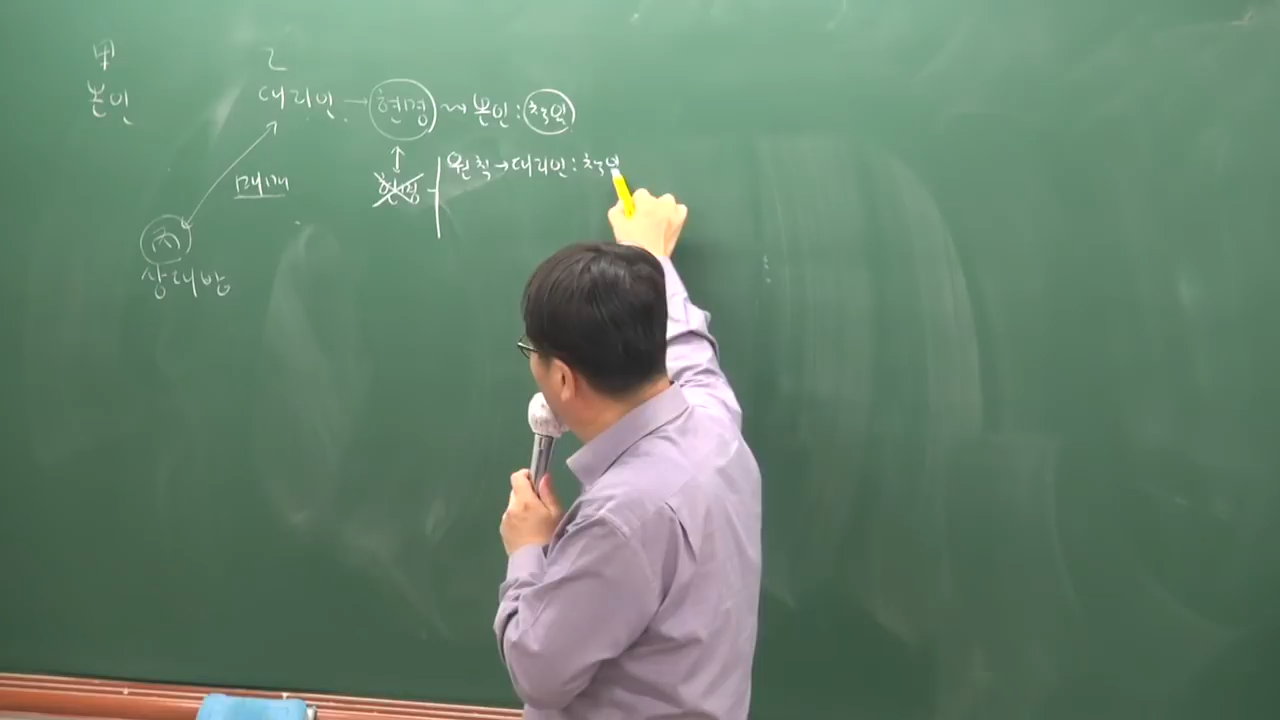 甲 乙
본인 대리인 → 현명 → 본인 : 책임
매매 ↑ 현명 원칙 → 대리인 : 책임
丙
상대방